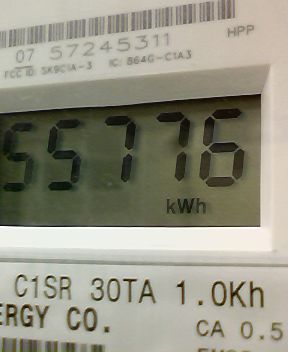 07 57245311
HPP
FCC ID: SK9C1A-3 IC: 864G-C1A3
55776
kWh
C1SR 30TA 1.0Kh
ERGY CO.
CA 0.5